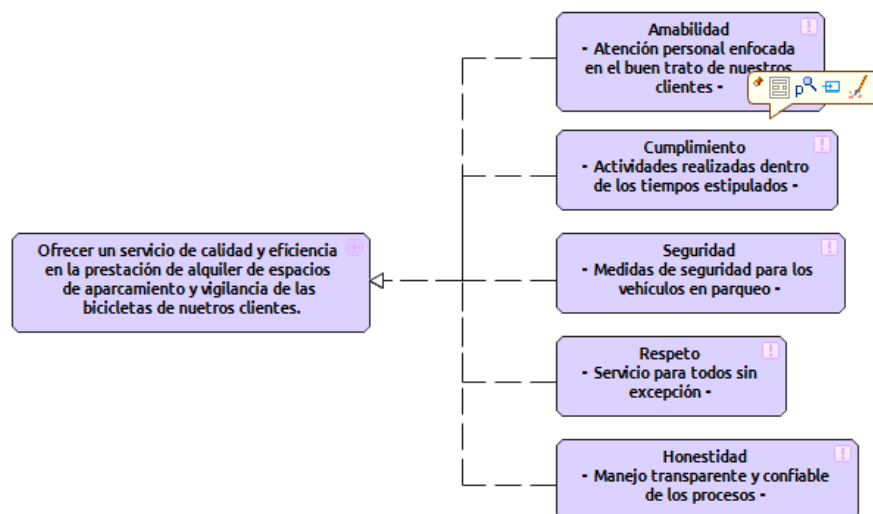 Amabilidad
- Atención personal enfocada
en el buen trato de nuestros
clientes -
Cumplimiento
- Actividades realizadas dentro
de los tiempos estipulados -
Ofrecer un servicio de calidad y eficiencia
en la prestación de alquiler de espacios
de aparcamiento y vigilancia de las
bicicletas de nuetros clientes.
Seguridad
- Medidas de seguridad para los
vehículos en parqueo -
Respeto
- Servicio para todos sin
excepción -
Honestidad
- Manejo transparente y confiable
de los procesos -